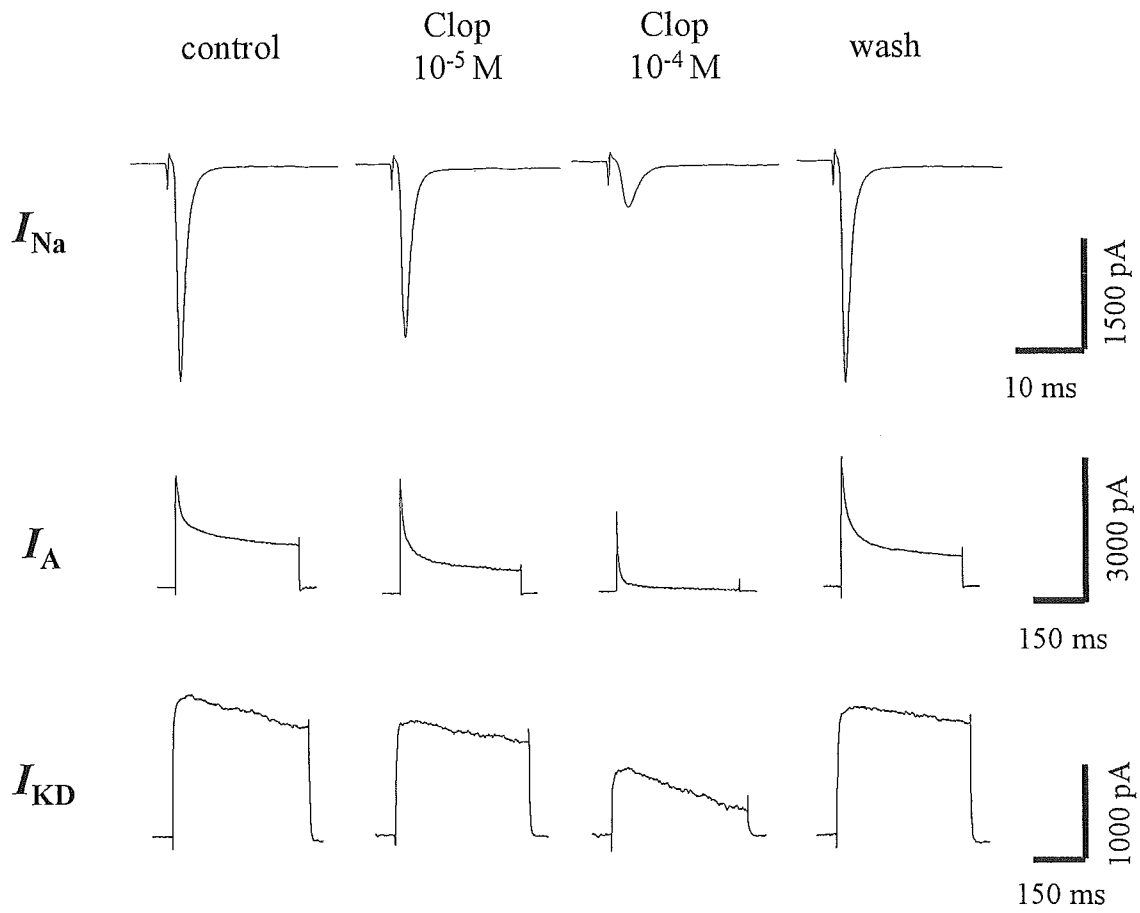 control
Clop
10⁻⁵ M
Clop
10⁻⁴ M
wash
I_Na
1500 pA
10 ms
I_A
3000 pA
150 ms
I_KD
1000 pA
150 ms